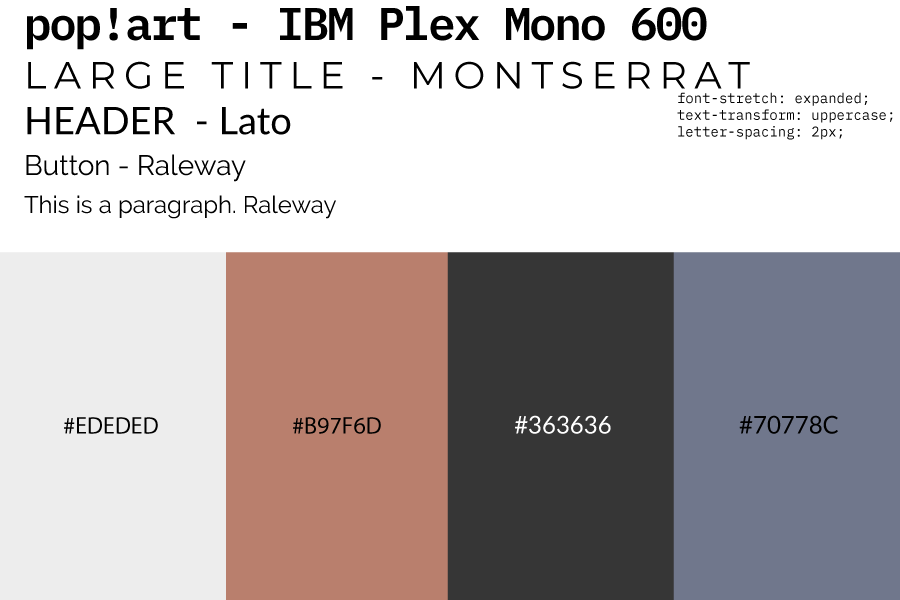 pop!art - IBM Plex Mono 600
LARGE TITLE - MONTSERRAT
font-stretch: expanded;
text-transform: uppercase;
letter-spacing: 2px;
HEADER - Lato
Button - Raleway
This is a paragraph. Raleway
#EDEDED
#B97F6D
#363636
#70778C